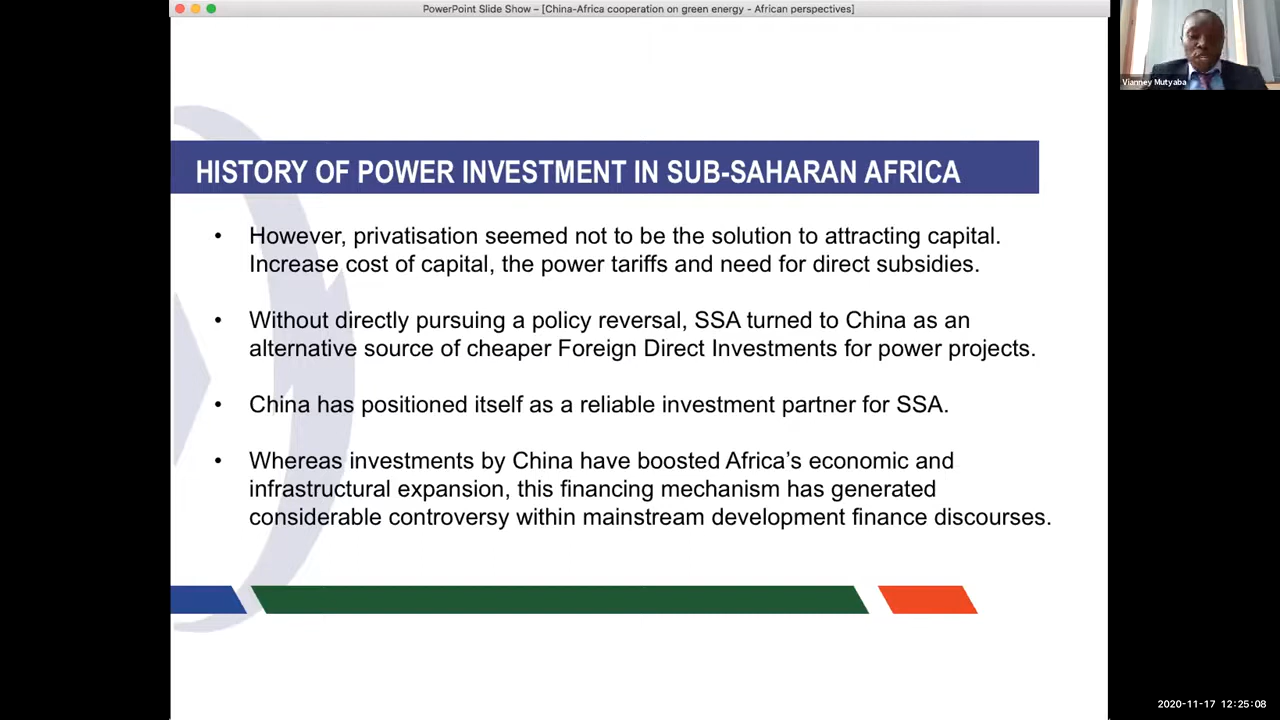 PowerPoint Slide Show – [China-Africa cooperation on green energy - African perspectives]
Vianney Mutyaba
HISTORY OF POWER INVESTMENT IN SUB-SAHARAN AFRICA
• However, privatisation seemed not to be the solution to attracting capital.
Increase cost of capital, the power tariffs and need for direct subsidies.
• Without directly pursuing a policy reversal, SSA turned to China as an
alternative source of cheaper Foreign Direct Investments for power projects.
• China has positioned itself as a reliable investment partner for SSA.
• Whereas investments by China have boosted Africa’s economic and
infrastructural expansion, this financing mechanism has generated
considerable controversy within mainstream development finance discourses.
2020-11-17 12:25:08